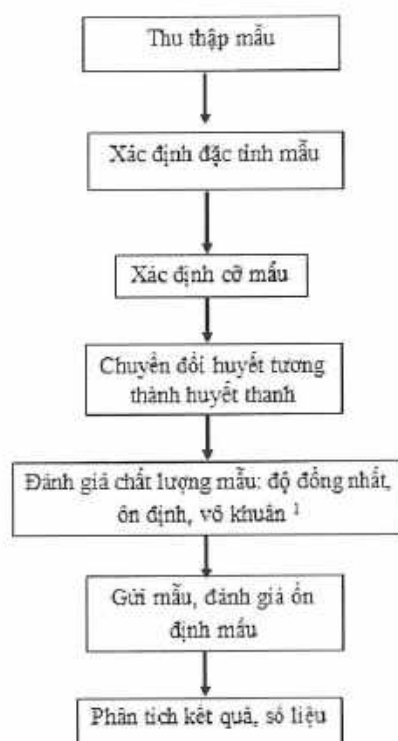 Thu thập mẫu
Xác định đặc tính mẫu
Xác định cỡ mẫu
Chuyển đổi huyết tương
thành huyết thanh
Đánh giá chất lượng mẫu: độ đồng nhất,
ổn định, vô khuẩn ¹
Gửi mẫu, đánh giá ổn
định mẫu
Phân tích kết quả, số liệu